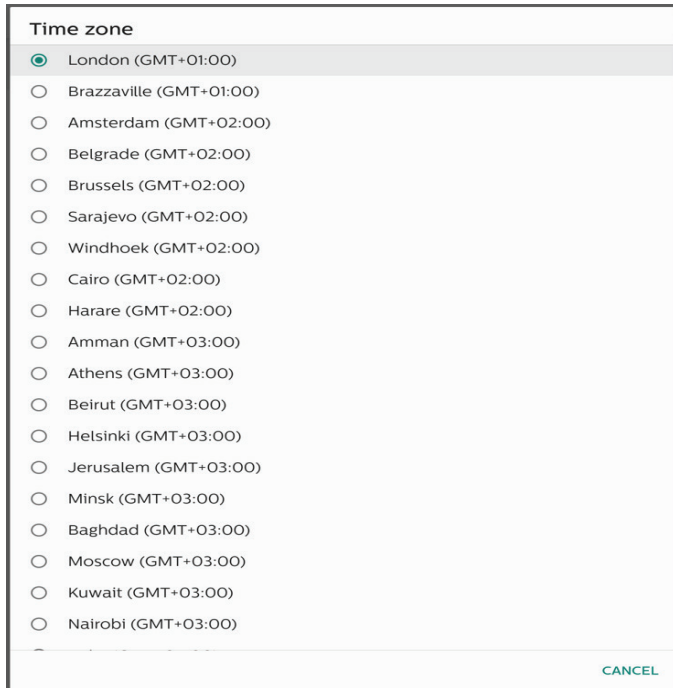 Time zone
London (GMT+01:00)
Brazzaville (GMT+01:00)
Amsterdam (GMT+02:00)
Belgrade (GMT+02:00)
Brussels (GMT+02:00)
Sarajevo (GMT+02:00)
Windhoek (GMT+02:00)
Cairo (GMT+02:00)
Harare (GMT+02:00)
Amman (GMT+03:00)
Athens (GMT+03:00)
Beirut (GMT+03:00)
Helsinki (GMT+03:00)
Jerusalem (GMT+03:00)
Minsk (GMT+03:00)
Baghdad (GMT+03:00)
Moscow (GMT+03:00)
Kuwait (GMT+03:00)
Nairobi (GMT+03:00)
CANCEL